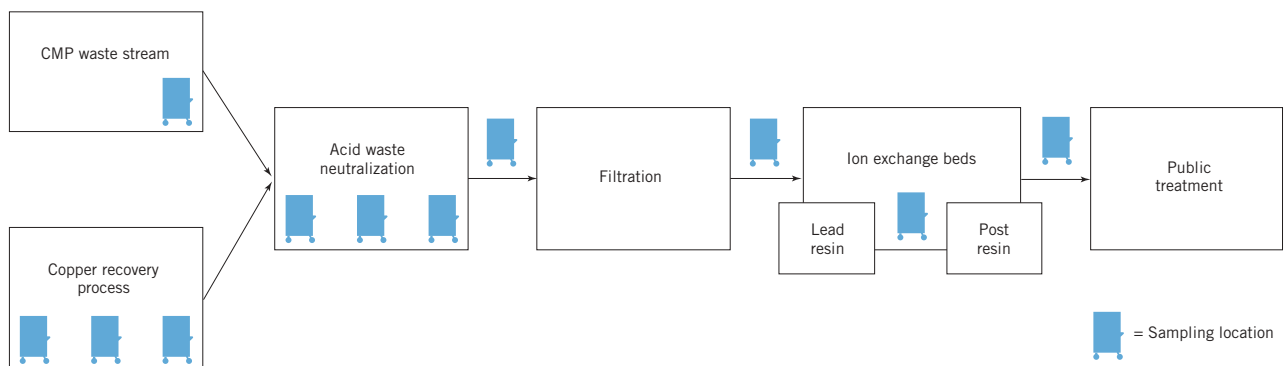 CMP waste stream
Copper recovery
process
Acid waste
neutralization
Filtration
Ion exchange beds
Lead
resin
Post
resin
Public
treatment
= Sampling location